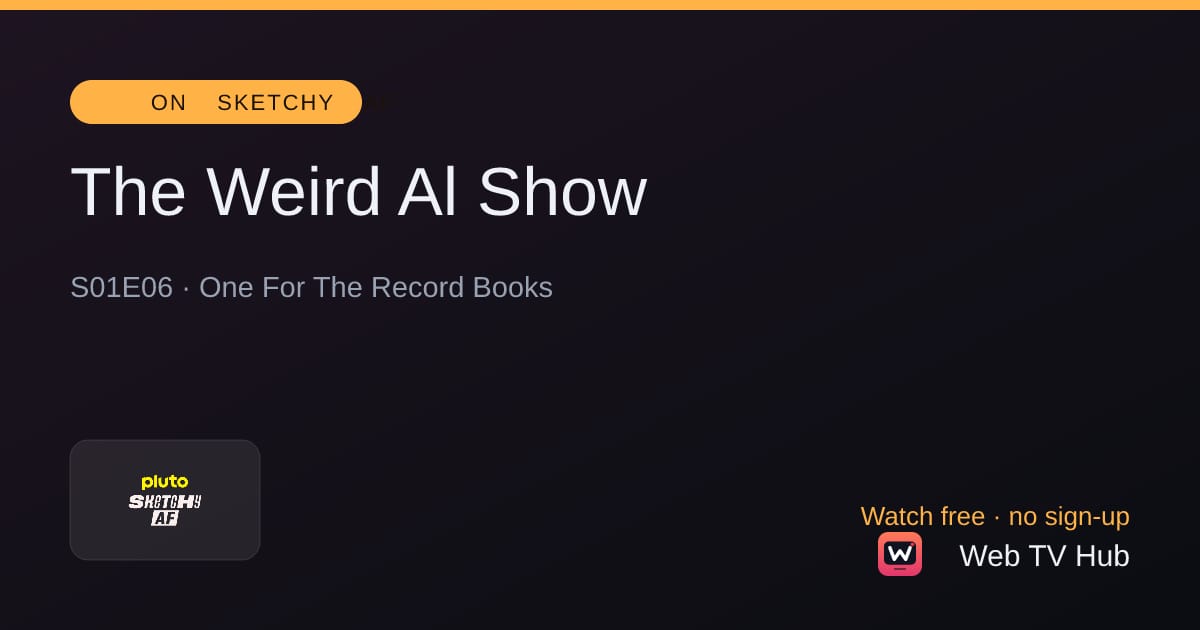 ON SKETCHY AF
The Weird Al Show
S01E06 · One For The Record Books
pluto
SKETCHY
AF
Watch free · no sign-up
W
Web TV Hub